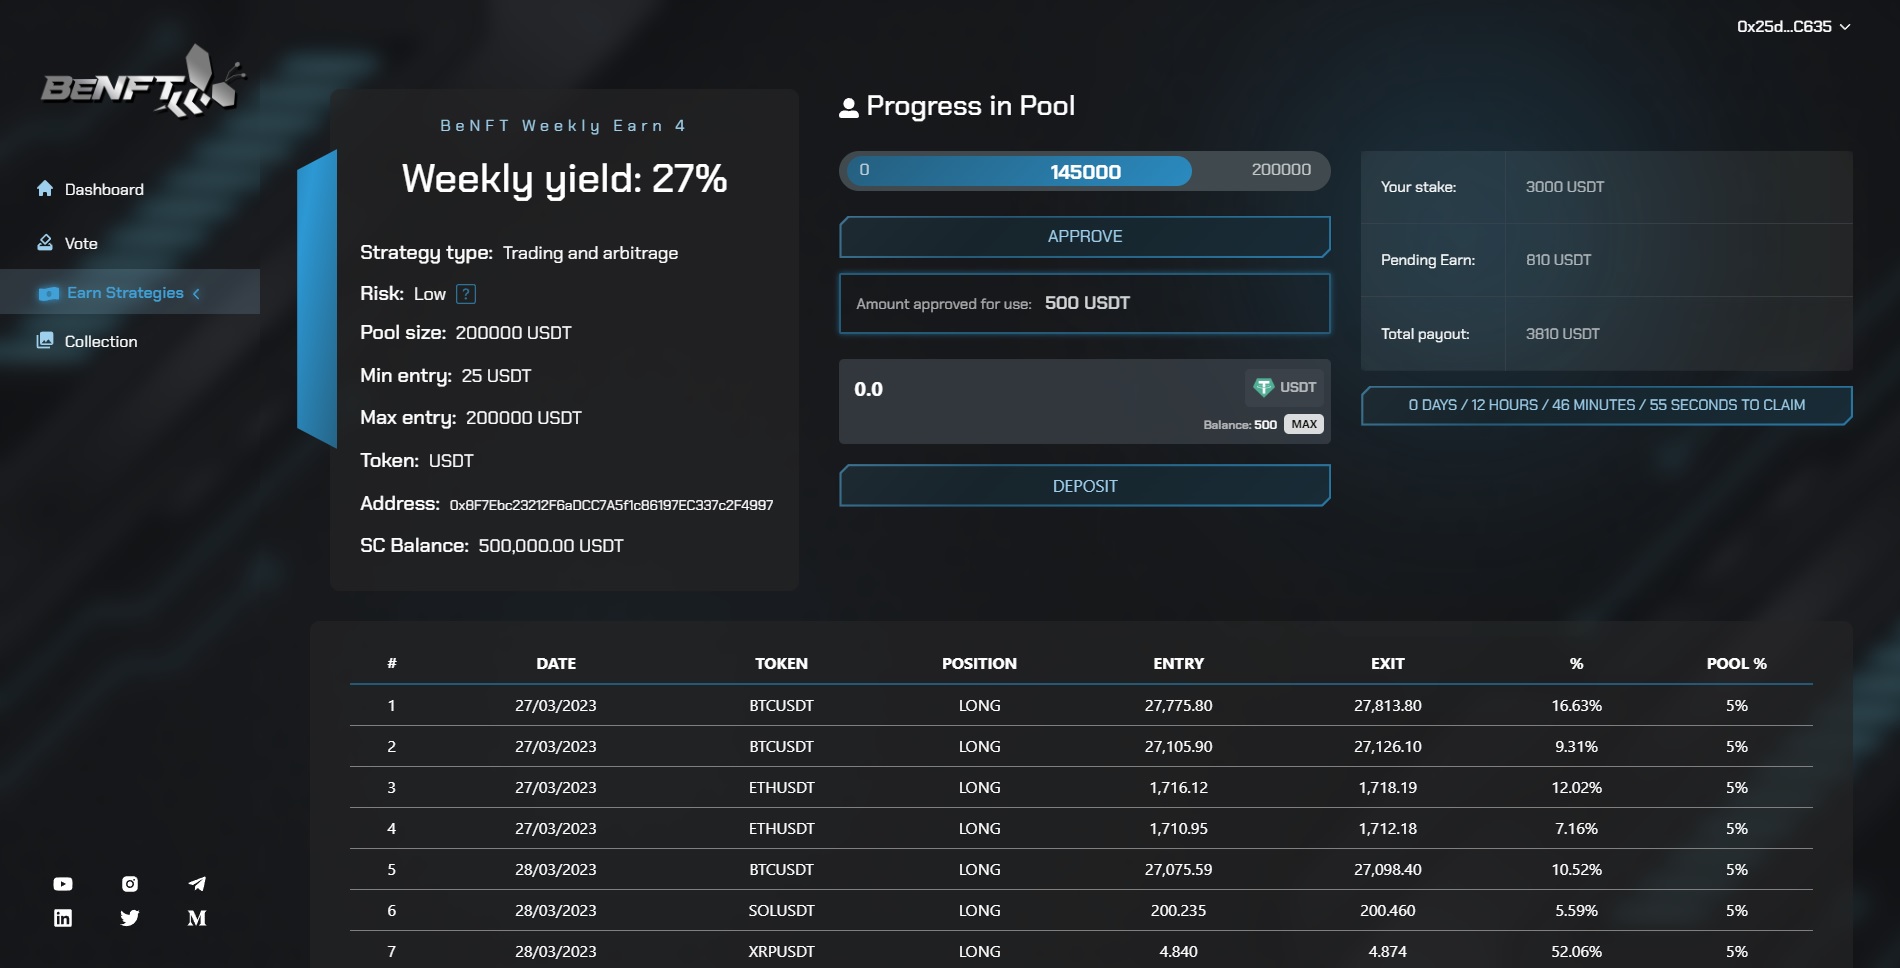 0x25d...C635
BeNFT
Dashboard
Vote
Earn Strategies
Collection
BeNFT Weekly Earn 4
Weekly yield: 27%
Strategy type: Trading and arbitrage
Risk: Low ?
Pool size: 200000 USDT
Min entry: 25 USDT
Max entry: 200000 USDT
Token: USDT
Address: 0x8F7Ebc23212F6aDCC7A5f1c86197EC337c2F4997
SC Balance: 500,000.00 USDT
Progress in Pool
0 145000 200000
APPROVE
Amount approved for use: 500 USDT
0.0 USDT
Balance: 500 MAX
DEPOSIT
Your stake: 3000 USDT
Pending Earn: 810 USDT
Total payout: 3810 USDT
0 DAYS / 12 HOURS / 46 MINUTES / 55 SECONDS TO CLAIM
# DATE TOKEN POSITION ENTRY EXIT % POOL %
1 27/03/2023 BTCUSDT LONG 27,775.80 27,813.80 16.63% 5%
2 27/03/2023 BTCUSDT LONG 27,105.90 27,126.10 9.31% 5%
3 27/03/2023 ETHUSDT LONG 1,716.12 1,718.19 12.02% 5%
4 27/03/2023 ETHUSDT LONG 1,710.95 1,712.18 7.16% 5%
5 28/03/2023 BTCUSDT LONG 27,075.59 27,098.40 10.52% 5%
6 28/03/2023 SOLUSDT LONG 200.235 200.460 5.59% 5%
7 28/03/2023 XRPUSDT LONG 4.840 4.874 52.06% 5%